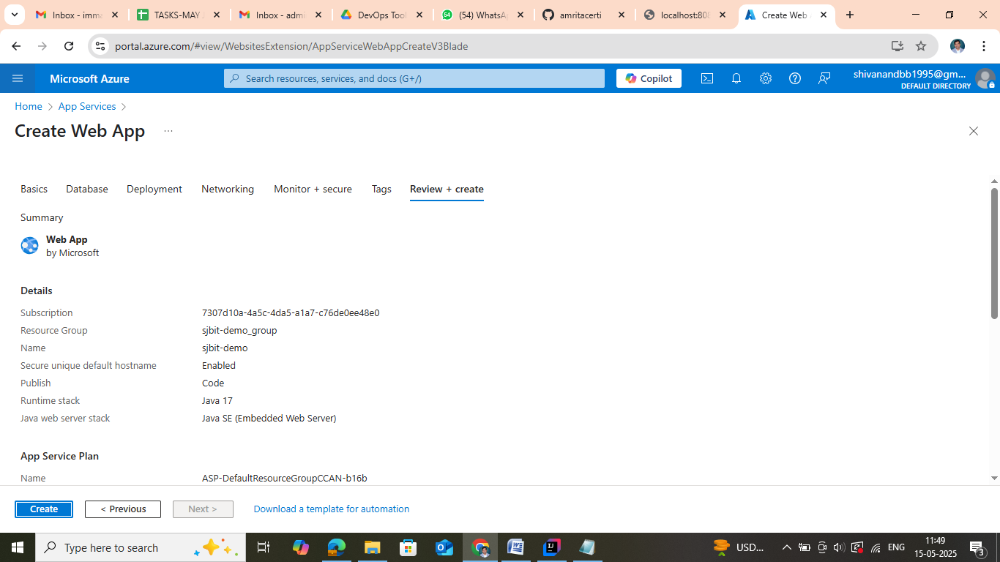 Inbox - imma
TASKS-MAY
Inbox - admi
DevOps Tool
(54) WhatsA
amritacerti
localhost:808
Create Web A
portal.azure.com/#view/WebsitesExtension/AppServiceWebAppCreateV3Blade
Microsoft Azure
Search resources, services, and docs (G+/)
Copilot
shivanandbb1995@gm...
DEFAULT DIRECTORY
Home > App Services >
Create Web App ...
Basics Database Deployment Networking Monitor + secure Tags Review + create
Summary
Web App
by Microsoft
Details
Subscription 7307d10a-4a5c-4da5-a1a7-c76de0ee48e0
Resource Group sjbit-demo_group
Name sjbit-demo
Secure unique default hostname Enabled
Publish Code
Runtime stack Java 17
Java web server stack Java SE (Embedded Web Server)
App Service Plan
Name ASP-DefaultResourceGroupCCAN-b16b
Create < Previous Next > Download a template for automation
Type here to search
USD...
ENG
11:49
15-05-2025
3